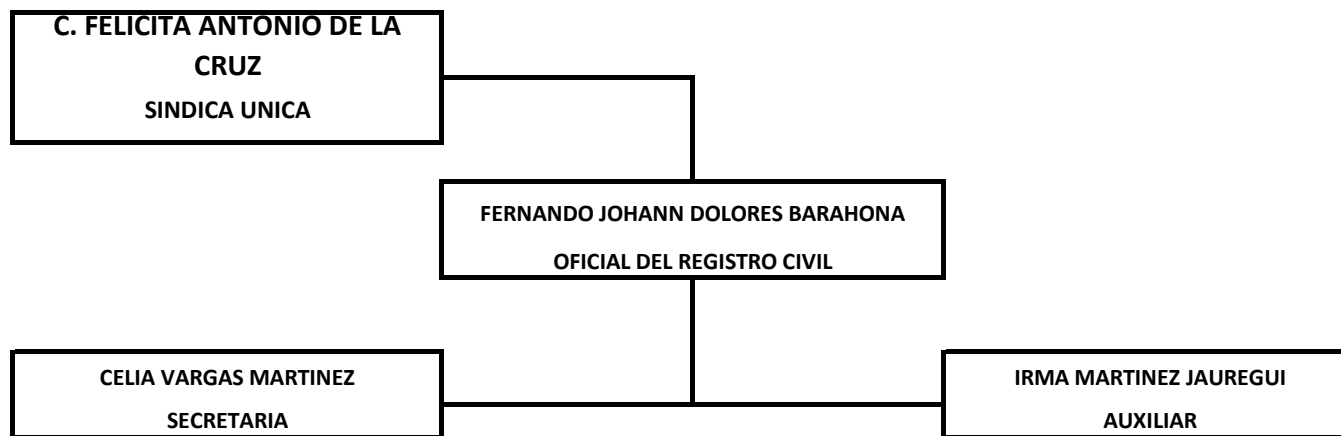 C. FELICITA ANTONIO DE LA
CRUZ
SINDICA UNICA
FERNANDO JOHANN DOLORES BARAHONA
OFICIAL DEL REGISTRO CIVIL
CELIA VARGAS MARTINEZ
SECRETARIA
IRMA MARTINEZ JAUREGUI
AUXILIAR